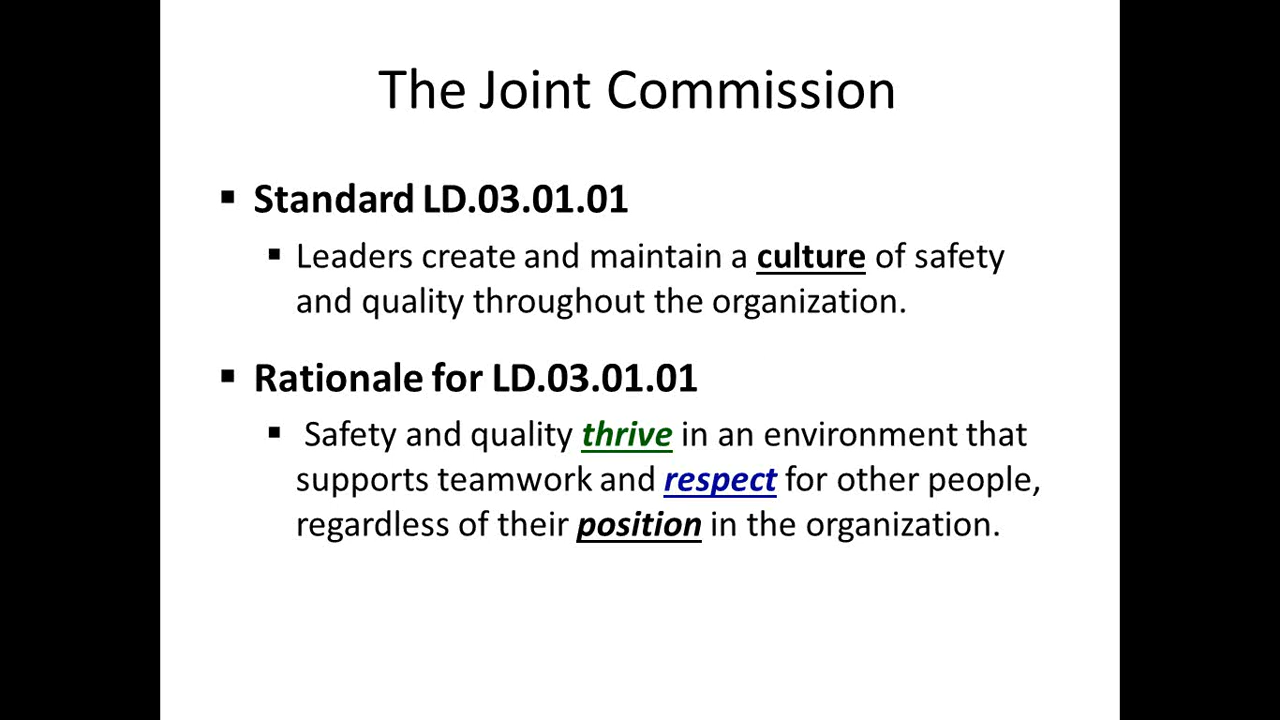 The Joint Commission
▪ Standard LD.03.01.01
▪ Leaders create and maintain a culture of safety
and quality throughout the organization.
▪ Rationale for LD.03.01.01
▪ Safety and quality thrive in an environment that
supports teamwork and respect for other people,
regardless of their position in the organization.